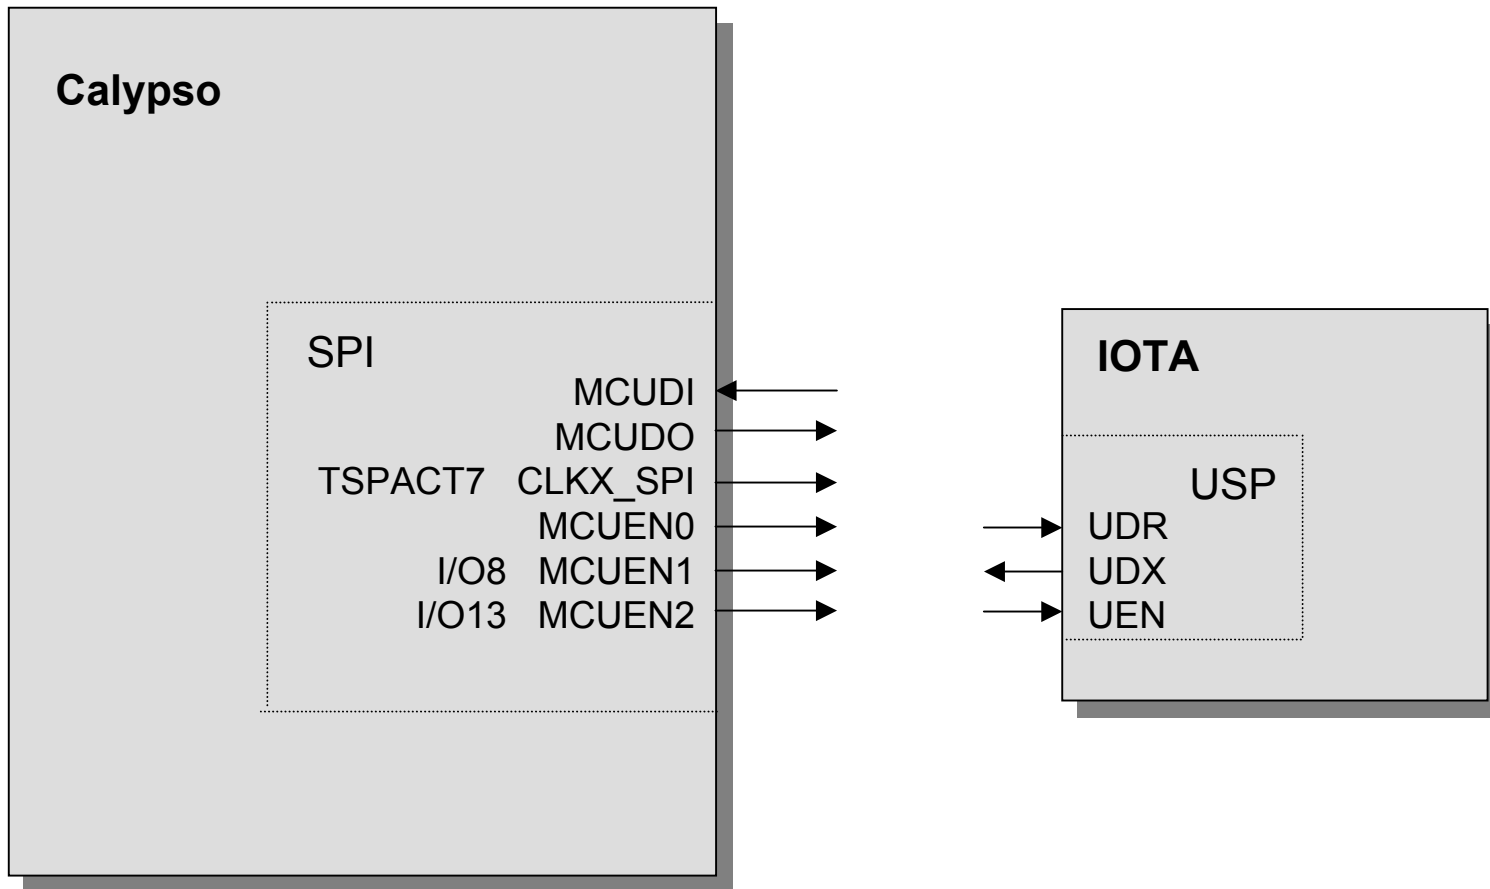 Calypso
SPI
MCUDI
MCUDO
TSPACT7 CLKX_SPI
MCUEN0
I/O8 MCUEN1
I/O13 MCUEN2
IOTA
USP
UDR
UDX
UEN